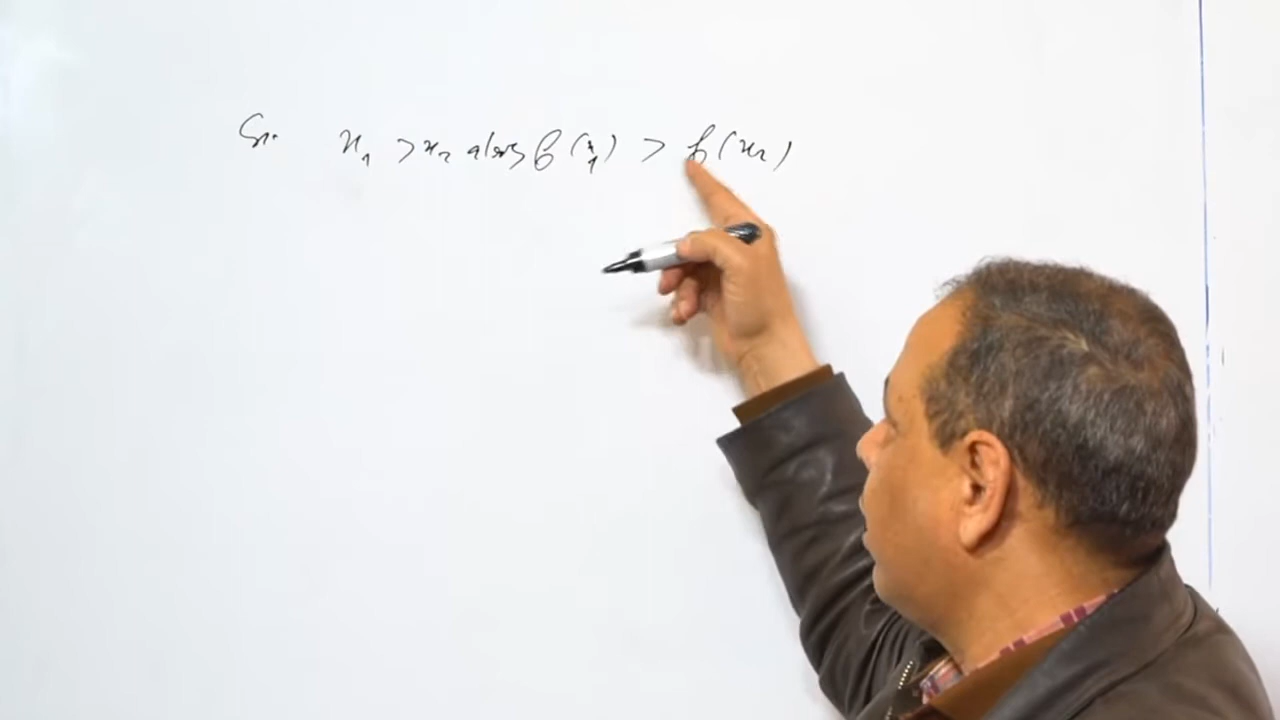 Si x₁ > x₂ alors f(x₁) > f(x₂)